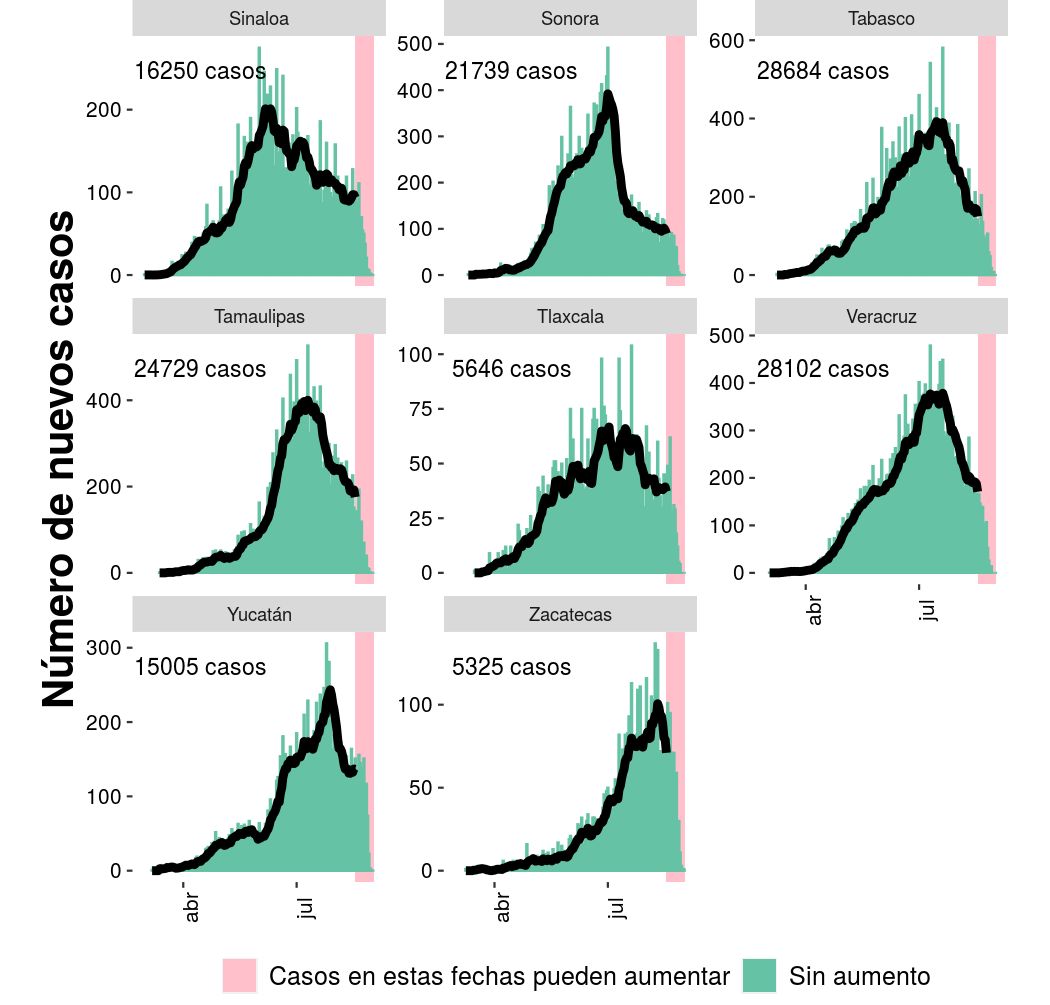 Número de nuevos casos
Sinaloa
16250 casos
200
100
0
Sonora
21739 casos
500
400
300
200
100
0
Tabasco
28684 casos
600
400
200
0
Tamaulipas
24729 casos
400
200
0
Tlaxcala
5646 casos
100
75
50
25
0
Veracruz
28102 casos
500
400
300
200
100
0
abr
jul
Yucatán
15005 casos
300
200
100
0
abr
jul
Zacatecas
5325 casos
100
50
0
abr
jul
Casos en estas fechas pueden aumentar
Sin aumento